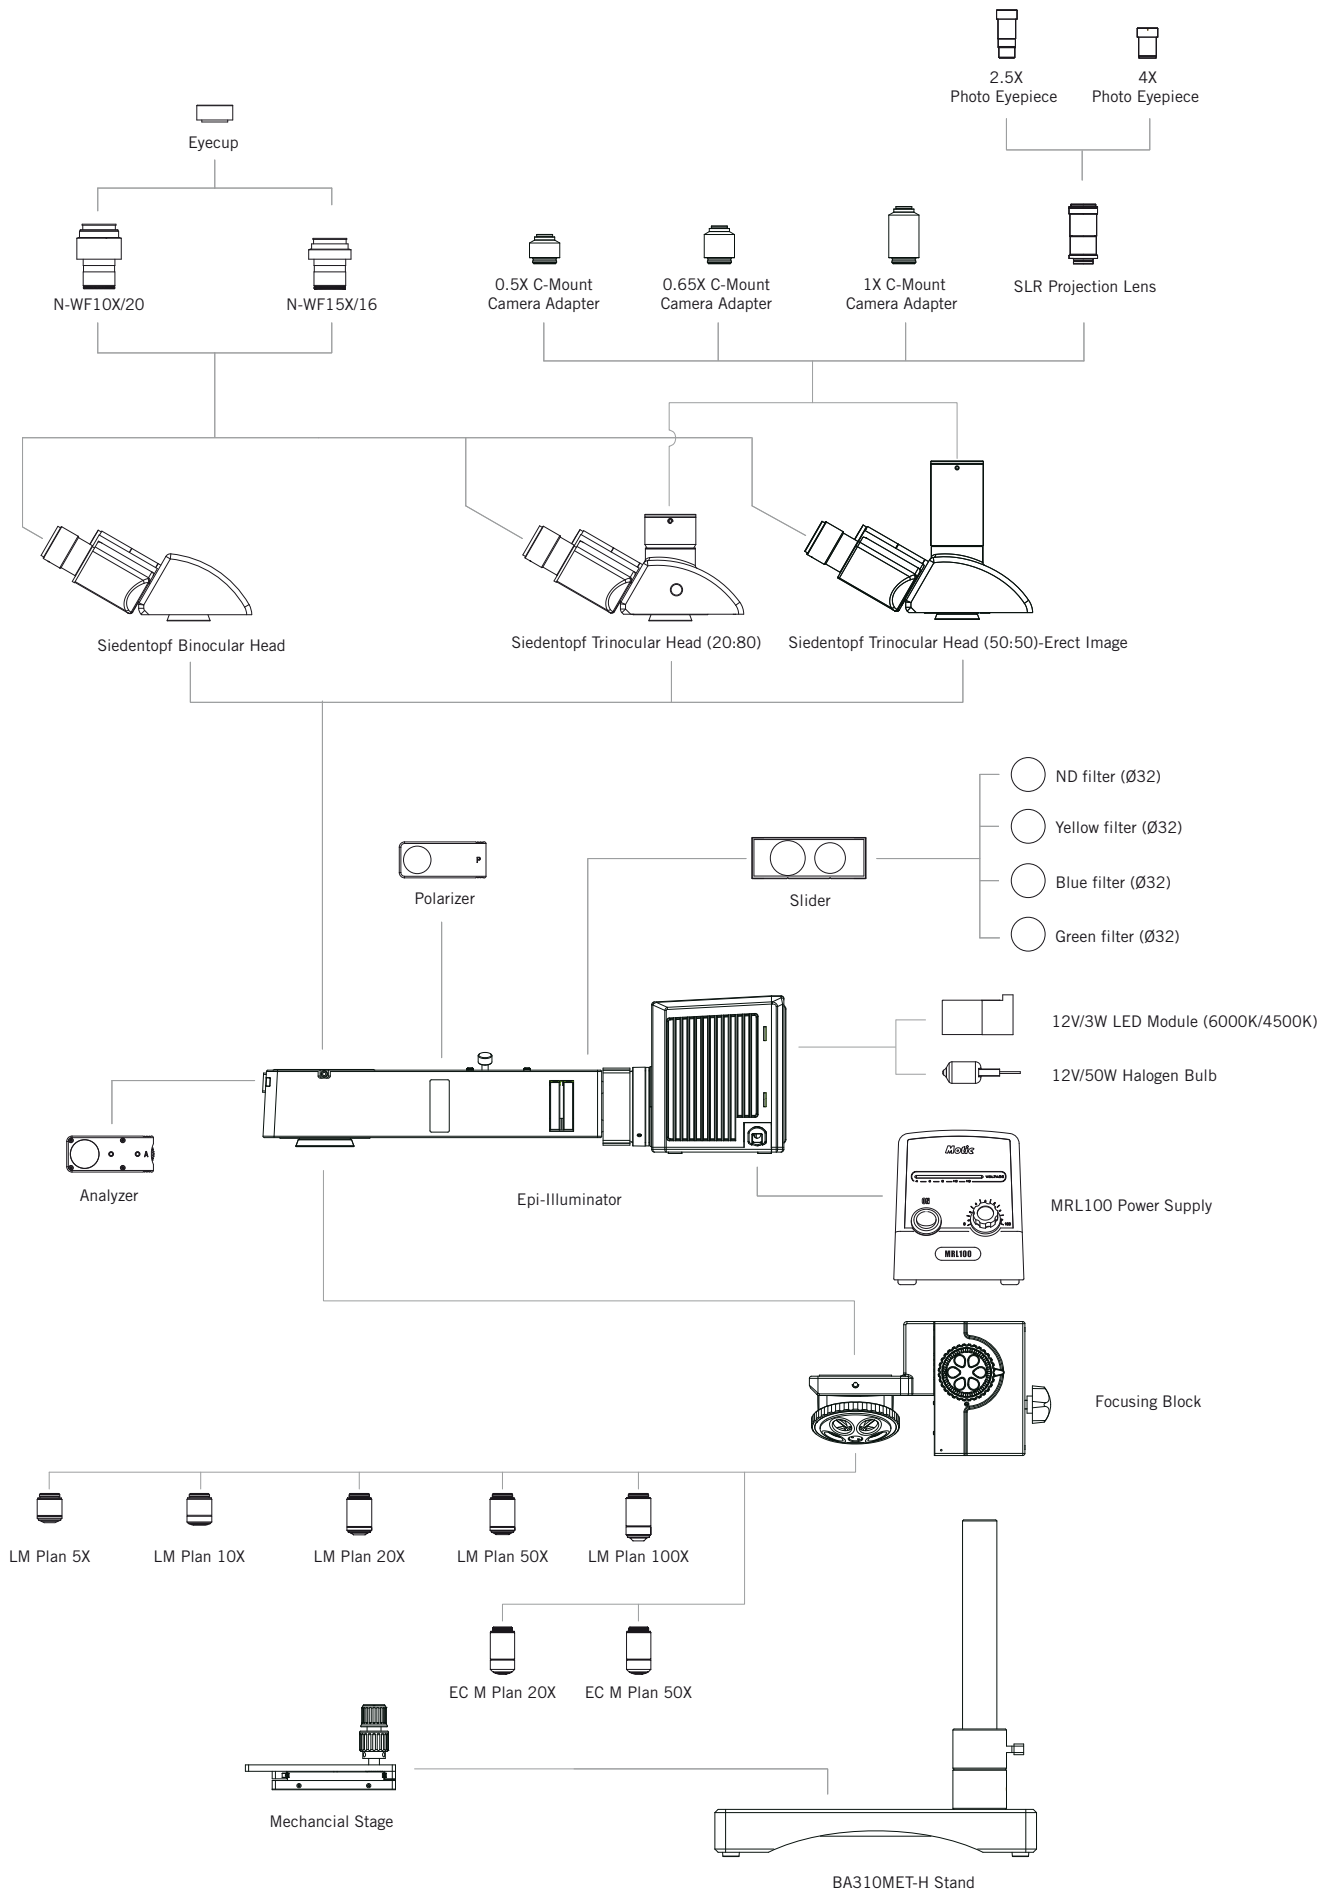 2.5X
Photo Eyepiece
4X
Photo Eyepiece
Eyecup
N-WF10X/20
N-WF15X/16
0.5X C-Mount
Camera Adapter
0.65X C-Mount
Camera Adapter
1X C-Mount
Camera Adapter
SLR Projection Lens
Siedentopf Binocular Head
Siedentopf Trinocular Head (20:80)
Siedentopf Trinocular Head (50:50)-Erect Image
ND filter (Ø32)
Yellow filter (Ø32)
Blue filter (Ø32)
Green filter (Ø32)
P
Polarizer
Slider
12V/3W LED Module (6000K/4500K)
12V/50W Halogen Bulb
A
Analyzer
Epi-Illuminator
Motic
MRL100
MRL100 Power Supply
Focusing Block
LM Plan 5X
LM Plan 10X
LM Plan 20X
LM Plan 50X
LM Plan 100X
EC M Plan 20X
EC M Plan 50X
Mechancial Stage
BA310MET-H Stand